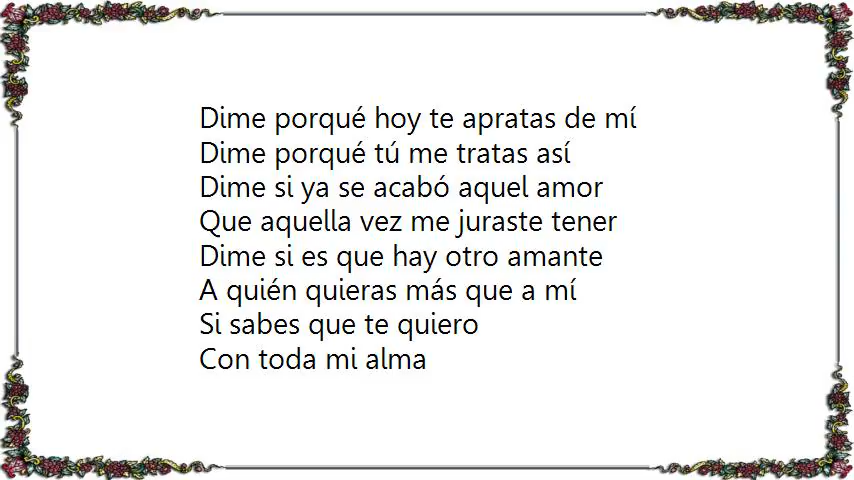 Dime porqué hoy te apratas de mí
Dime porqué tú me tratas así
Dime si ya se acabó aquel amor
Que aquella vez me juraste tener
Dime si es que hay otro amante
A quién quieras más que a mí
Si sabes que te quiero
Con toda mi alma